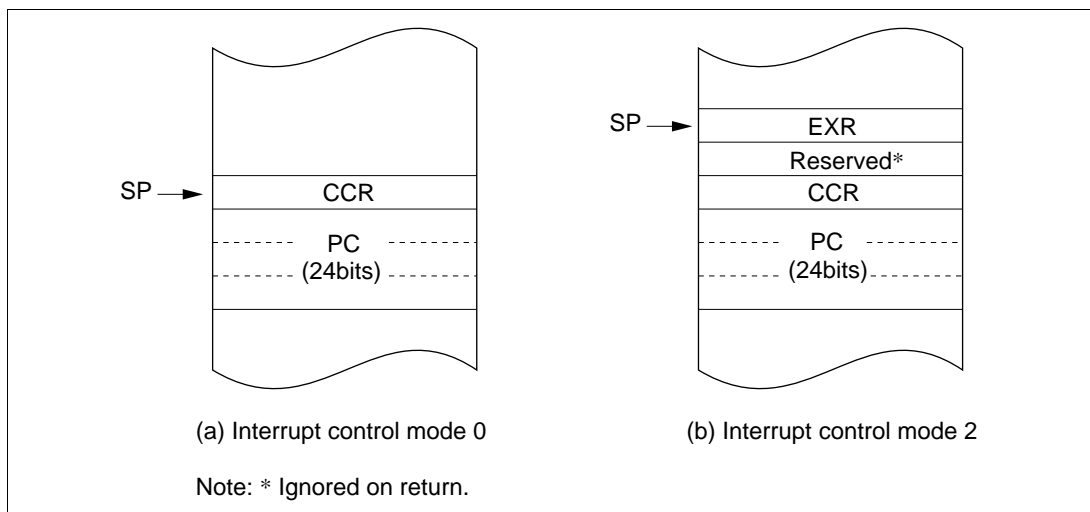 SP
CCR
PC
(24bits)
(a) Interrupt control mode 0
SP
EXR
Reserved*
CCR
PC
(24bits)
(b) Interrupt control mode 2
Note: * Ignored on return.